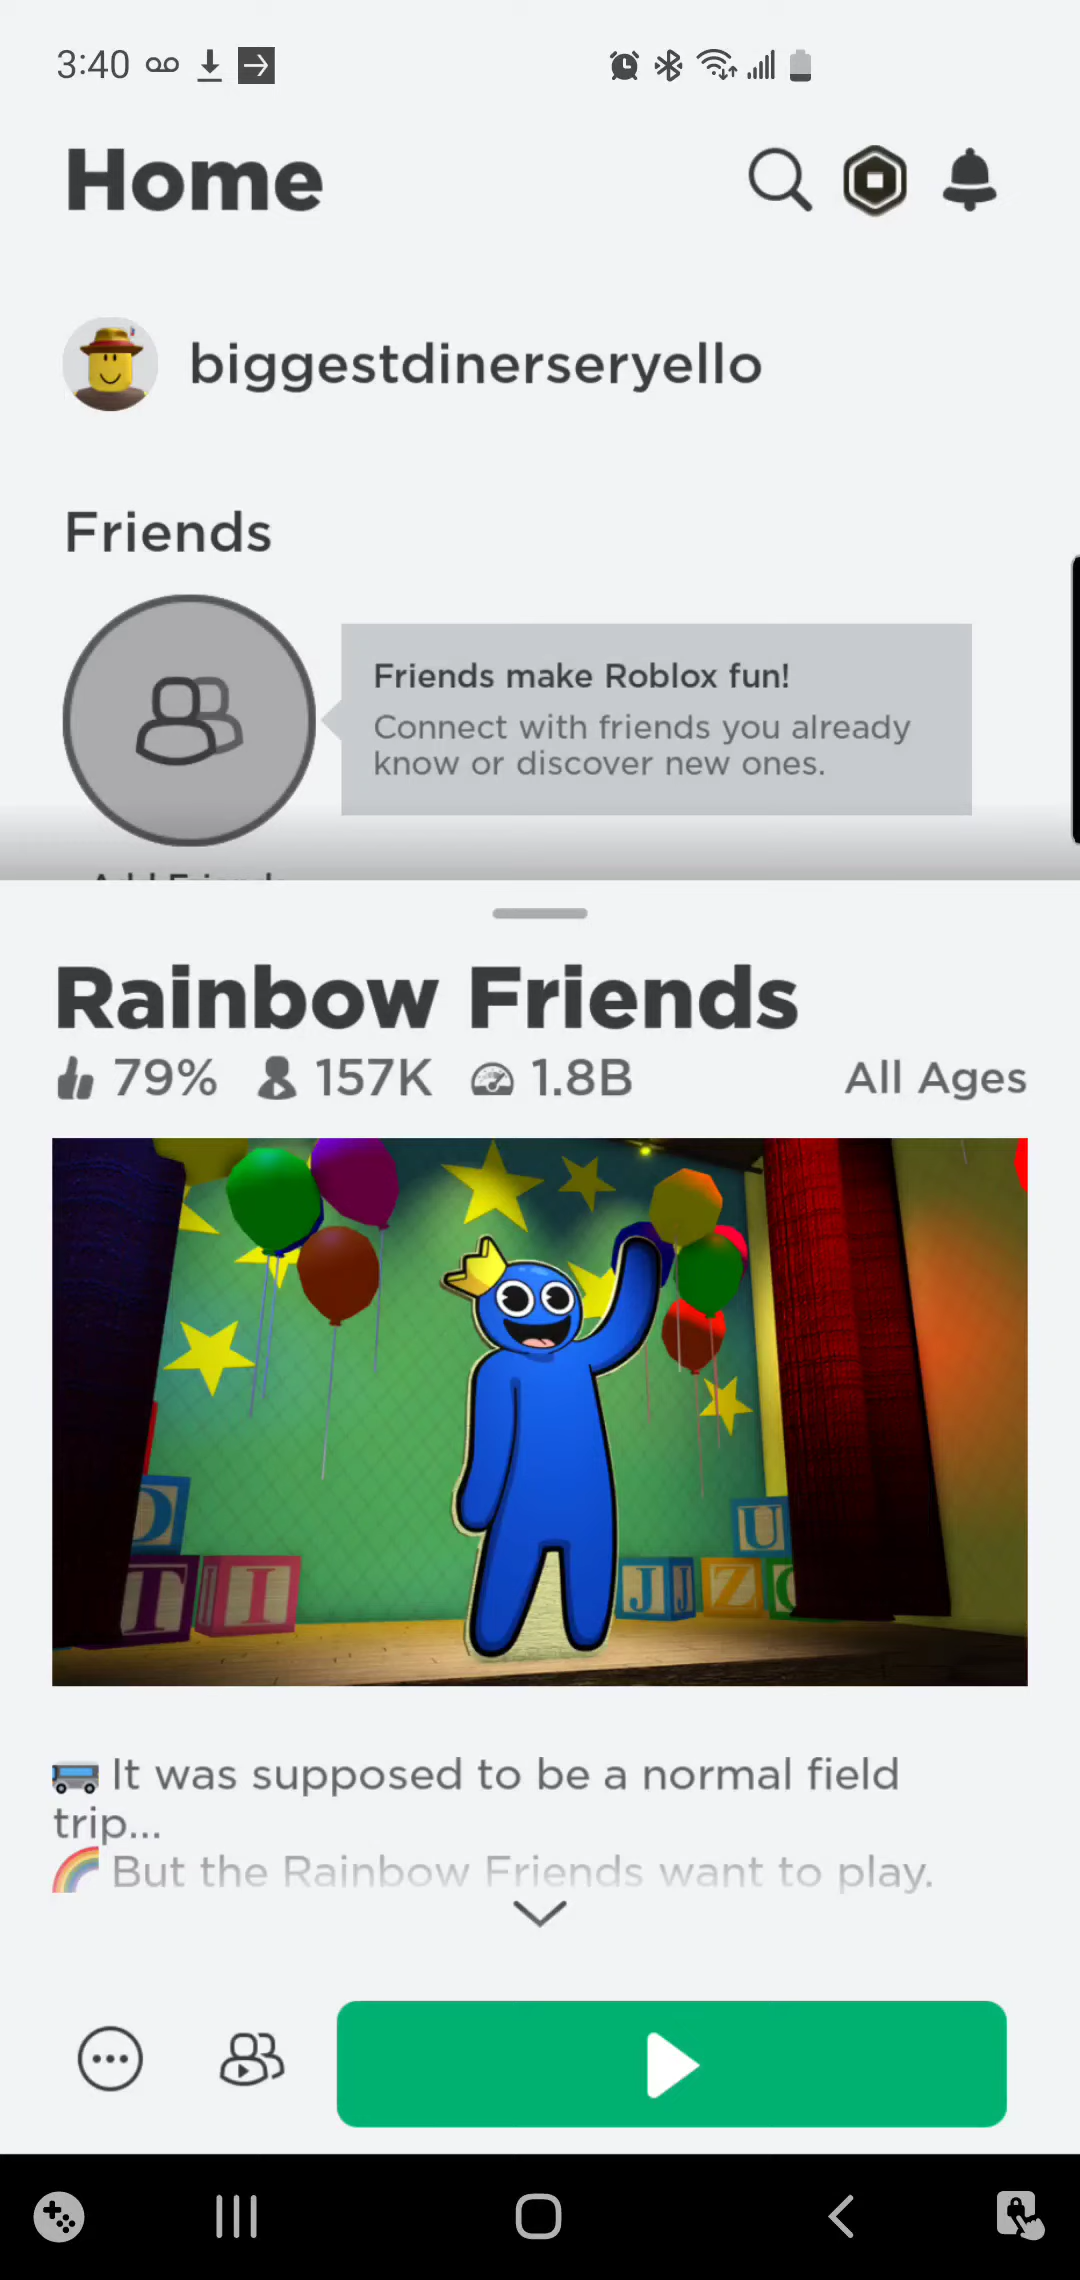 3:40
Home
biggestdinerseryello
Friends
Friends make Roblox fun!
Connect with friends you already
know or discover new ones.
Rainbow Friends
79% 157K 1.8B All Ages
U
T I J J Z
It was supposed to be a normal field
trip...
But the Rainbow Friends want to play.